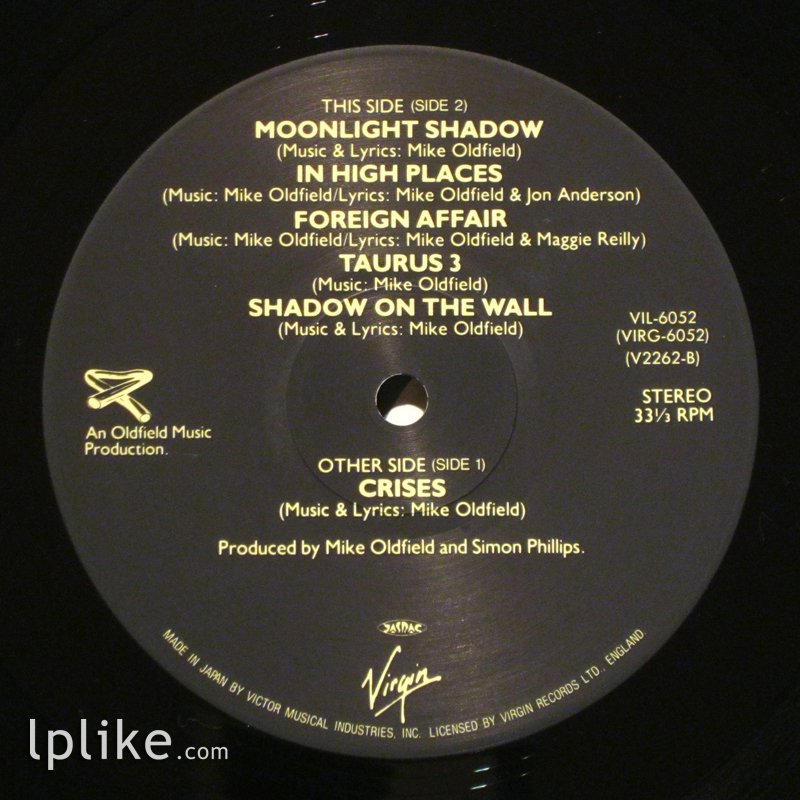 THIS SIDE (SIDE 2)
MOONLIGHT SHADOW
(Music & Lyrics: Mike Oldfield)
IN HIGH PLACES
(Music: Mike Oldfield/Lyrics: Mike Oldfield & Jon Anderson)
FOREIGN AFFAIR
(Music: Mike Oldfield/Lyrics: Mike Oldfield & Maggie Reilly)
TAURUS 3
(Music: Mike Oldfield)
SHADOW ON THE WALL
(Music & Lyrics: Mike Oldfield)
VIL-6052
(VIRG-6052)
(V2262-B)
STEREO
33⅓ RPM
An Oldfield Music
Production.
OTHER SIDE (SIDE 1)
CRISES
(Music & Lyrics: Mike Oldfield)
Produced by Mike Oldfield and Simon Phillips.
JASRAC
Virgin
MADE IN JAPAN BY VICTOR MUSICAL INDUSTRIES, INC. LICENSED BY VIRGIN RECORDS LTD., ENGLAND.
lplike.com